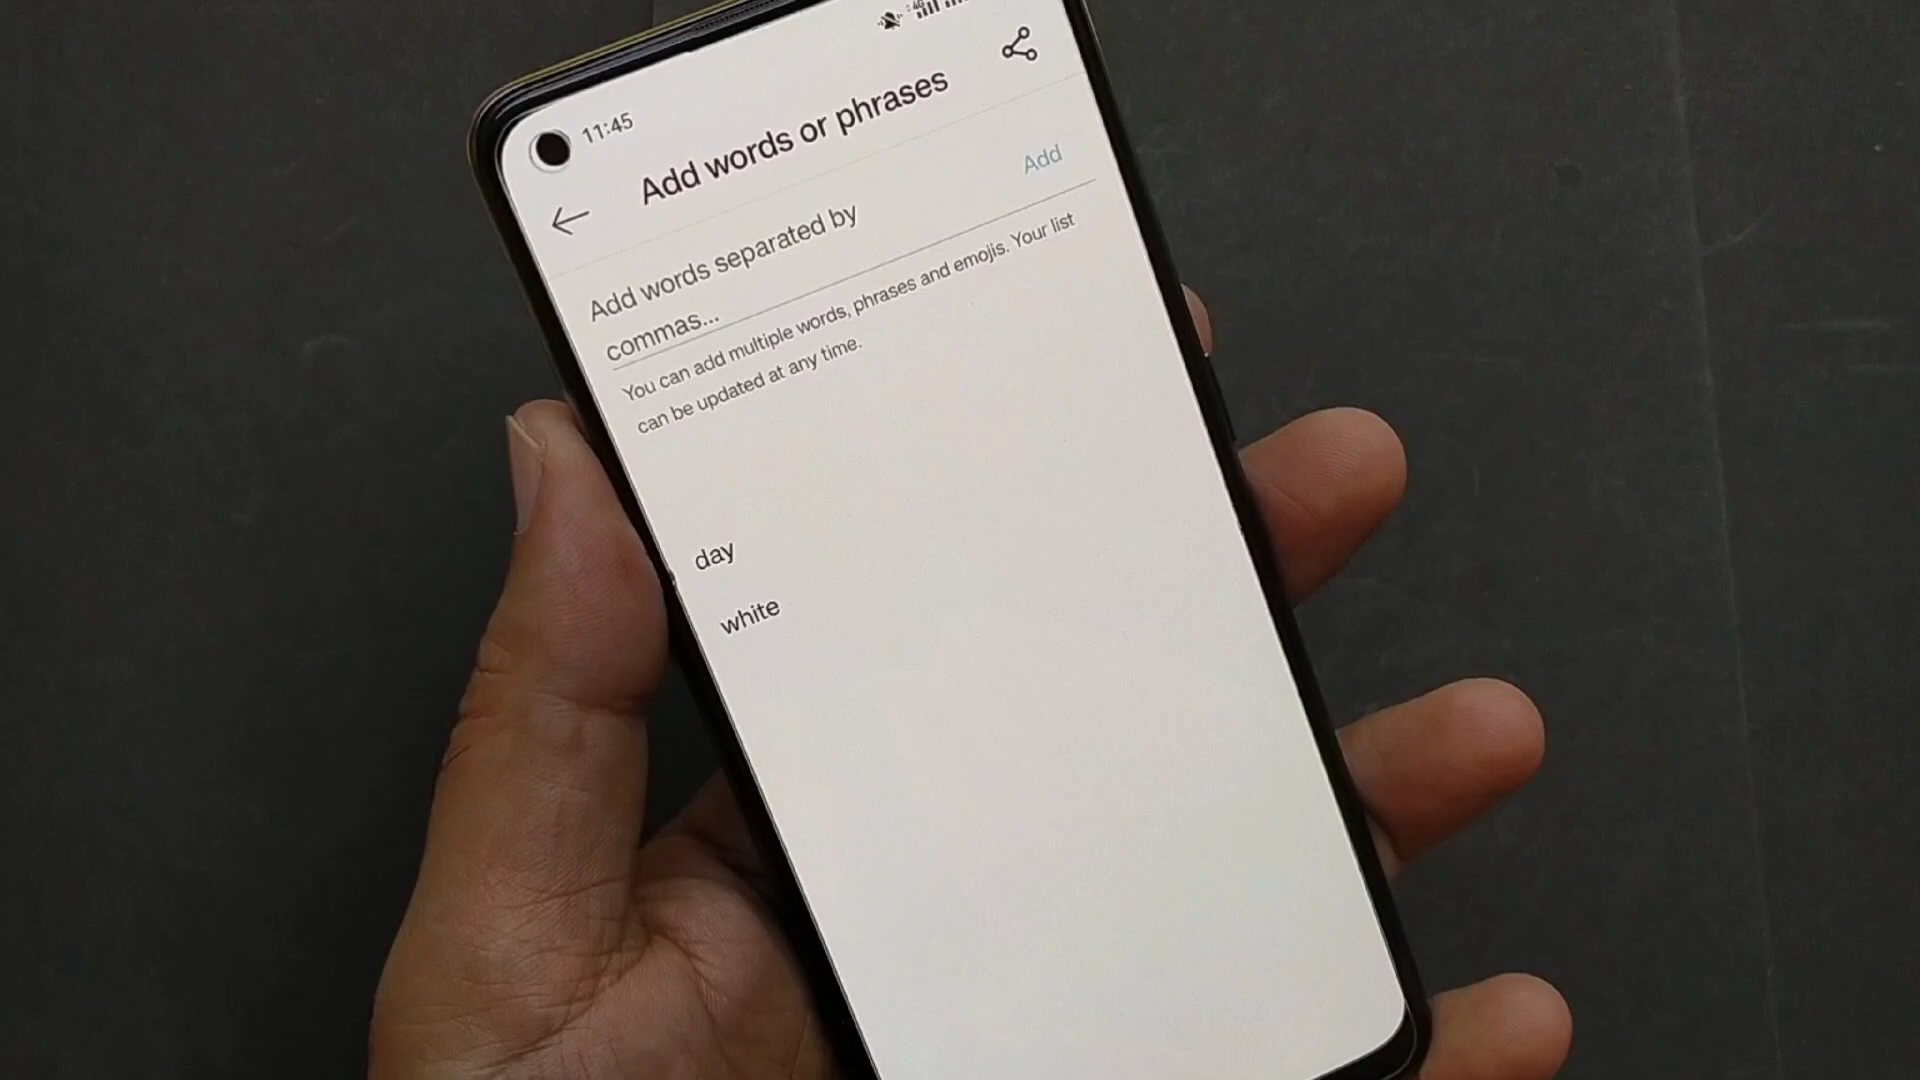 11:45
4G
Add words or phrases
Add words separated by
commas...
Add
You can add multiple words, phrases and emojis. Your list
can be updated at any time.
day
white